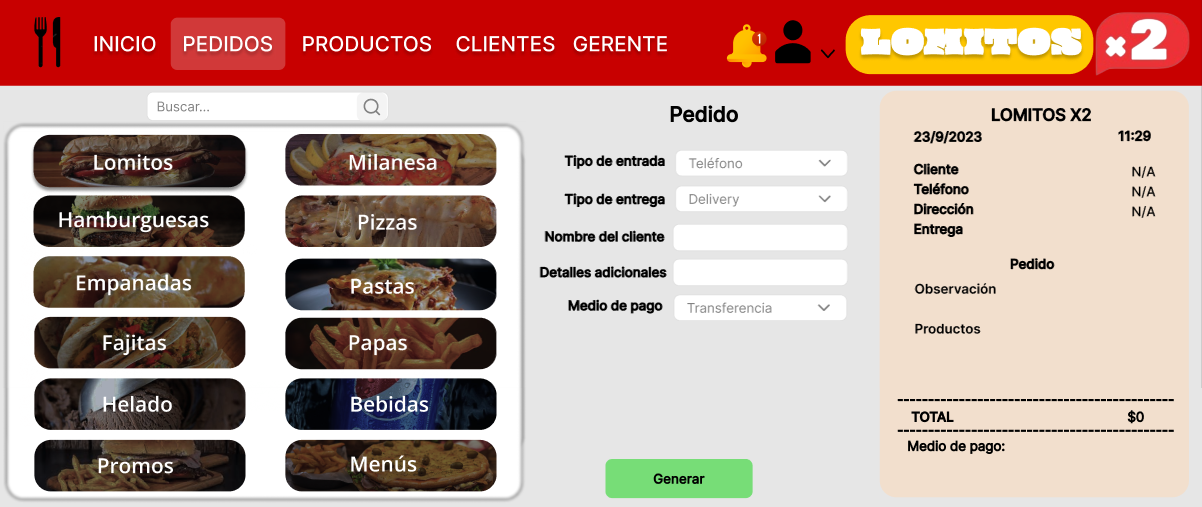 INICIO PEDIDOS PRODUCTOS CLIENTES GERENTE 1 LOMITOS x2
Buscar...
Lomitos
Milanesa
Hamburguesas
Pizzas
Empanadas
Pastas
Fajitas
Papas
Helado
Bebidas
Promos
Menús
Pedido
Tipo de entrada Teléfono
Tipo de entrega Delivery
Nombre del cliente
Detalles adicionales
Medio de pago Transferencia
Generar
LOMITOS X2
23/9/2023 11:29
Cliente N/A
Teléfono N/A
Dirección N/A
Entrega
Pedido
Observación
Productos
TOTAL $0
Medio de pago: